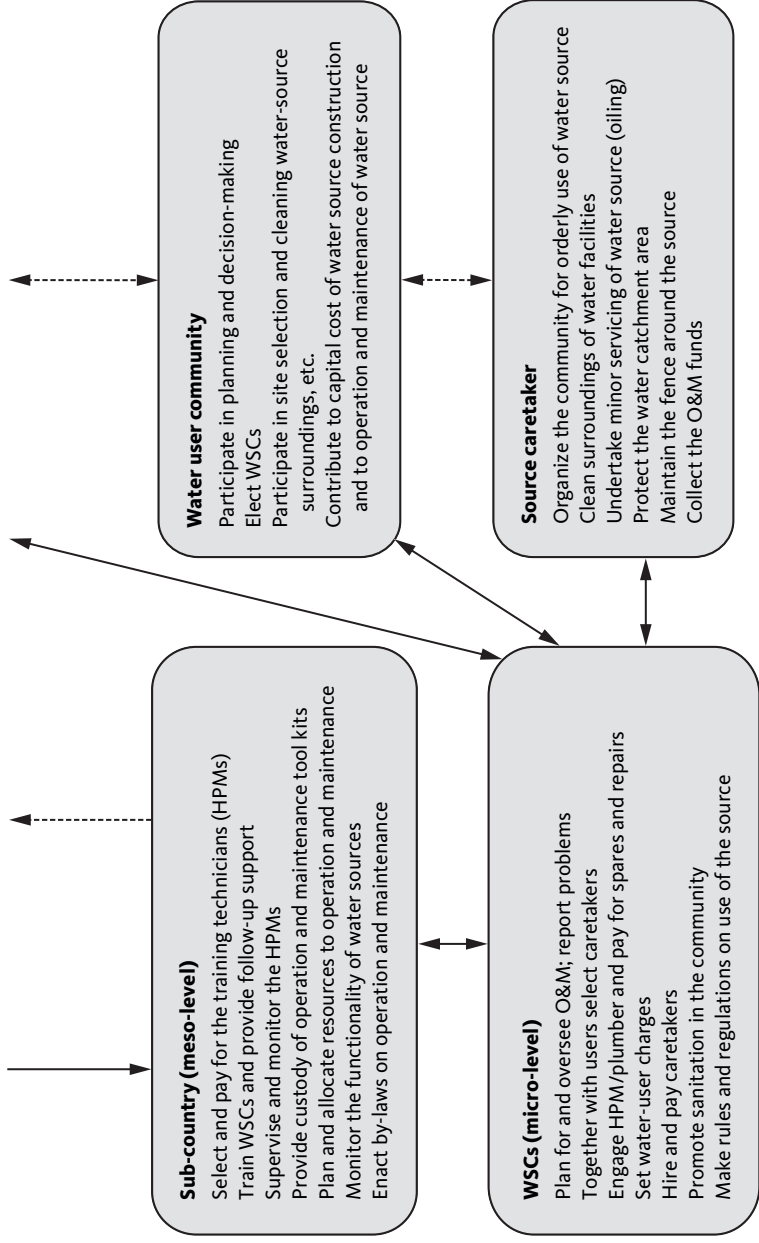 Sub-country (meso-level)
Select and pay for the training technicians (HPMs)
Train WSCs and provide follow-up support
Supervise and monitor the HPMs
Provide custody of operation and maintenance tool kits
Plan and allocate resources to operation and maintenance
Monitor the functionality of water sources
Enact by-laws on operation and maintenance
Water user community
Participate in planning and decision-making
Elect WSCs
Participate in site selection and cleaning water-source
surroundings, etc.
Contribute to capital cost of water source construction
and to operation and maintenance of water source
WSCs (micro-level)
Plan for and oversee O&M; report problems
Together with users select caretakers
Engage HPM/plumber and pay for spares and repairs
Set water-user charges
Hire and pay caretakers
Promote sanitation in the community
Make rules and regulations on use of the source
Source caretaker
Organize the community for orderly use of water source
Clean surroundings of water facilities
Undertake minor servicing of water source (oiling)
Protect the water catchment area
Maintain the fence around the source
Collect the O&M funds